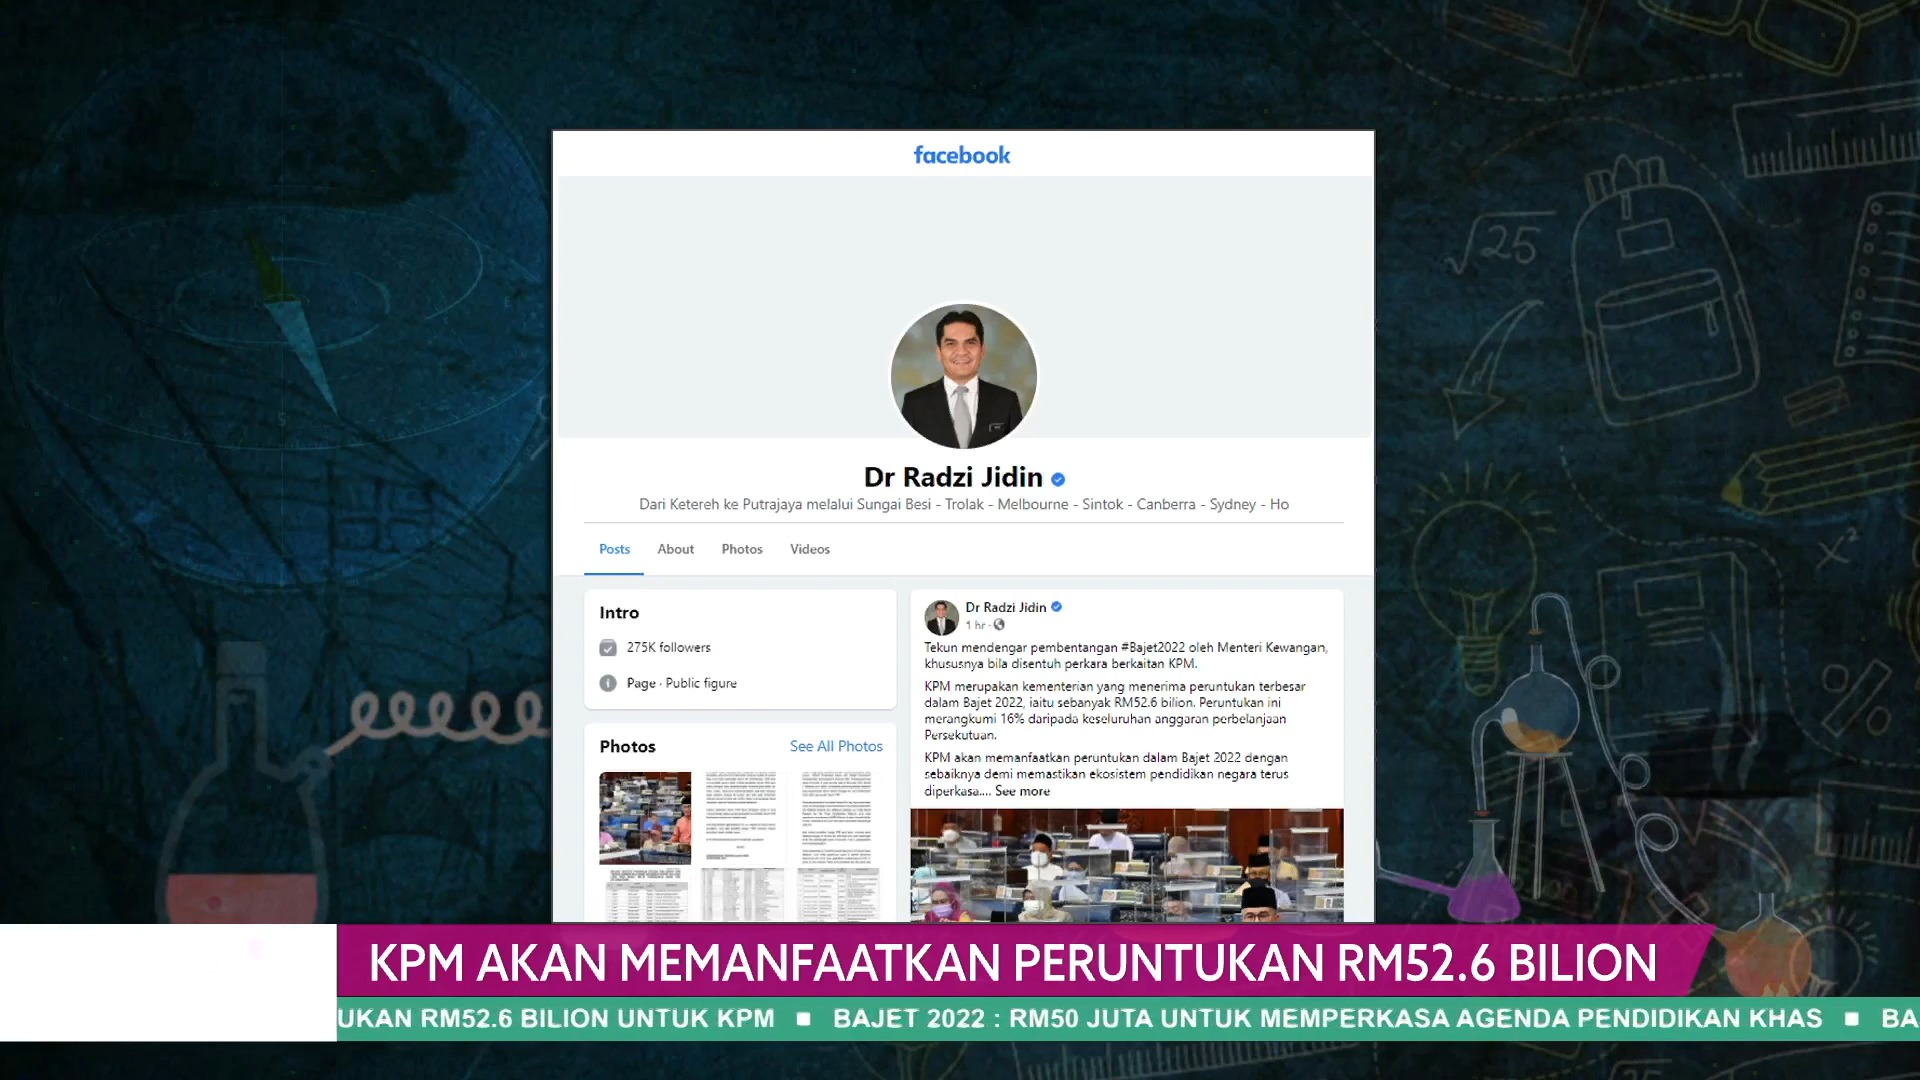 facebook
√25
Dr Radzi Jidin
Dari Ketereh ke Putrajaya melalui Sungai Besi - Trolak - Melbourne - Sintok - Canberra - Sydney - Ho
Posts About Photos Videos
Intro
275K followers
Page · Public figure
Photos See All Photos
Dr Radzi Jidin
1 hr ·
Tekun mendengar pembentangan #Bajet2022 oleh Menteri Kewangan,
khususnya bila disentuh perkara berkaitan KPM.
KPM merupakan kementerian yang menerima peruntukan terbesar
dalam Bajet 2022, iaitu sebanyak RM52.6 bilion. Peruntukan ini
merangkumi 16% daripada keseluruhan anggaran perbelanjaan
Persekutuan.
KPM akan memanfaatkan peruntukan dalam Bajet 2022 dengan
sebaiknya demi memastikan ekosistem pendidikan negara terus
diperkasa.... See more
x²
%
KPM AKAN MEMANFAATKAN PERUNTUKAN RM52.6 BILION
UKAN RM52.6 BILION UNTUK KPM ■ BAJET 2022 : RM50 JUTA UNTUK MEMPERKASA AGENDA PENDIDIKAN KHAS ■ BA